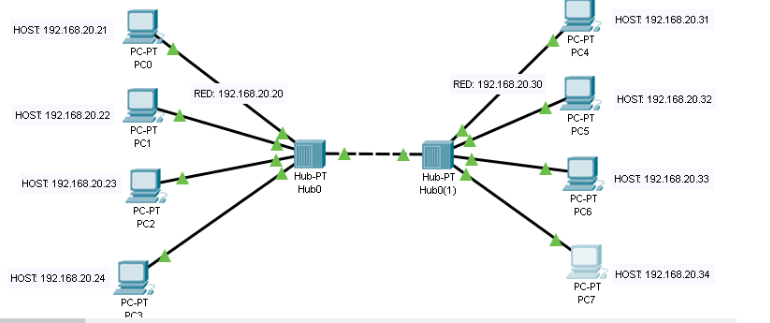 HOST: 192.168.20.21
PC-PT
PC0
RED: 192.168.20.20
HOST: 192.168.20.22
PC-PT
PC1
HOST: 192.168.20.23
PC-PT
PC2
HOST: 192.168.20.24
PC-PT
PC3
Hub-PT
Hub0
Hub-PT
Hub0(1)
HOST: 192.168.20.31
PC-PT
PC4
RED: 192.168.20.30
HOST: 192.168.20.32
PC-PT
PC5
HOST: 192.168.20.33
PC-PT
PC6
HOST: 192.168.20.34
PC-PT
PC7